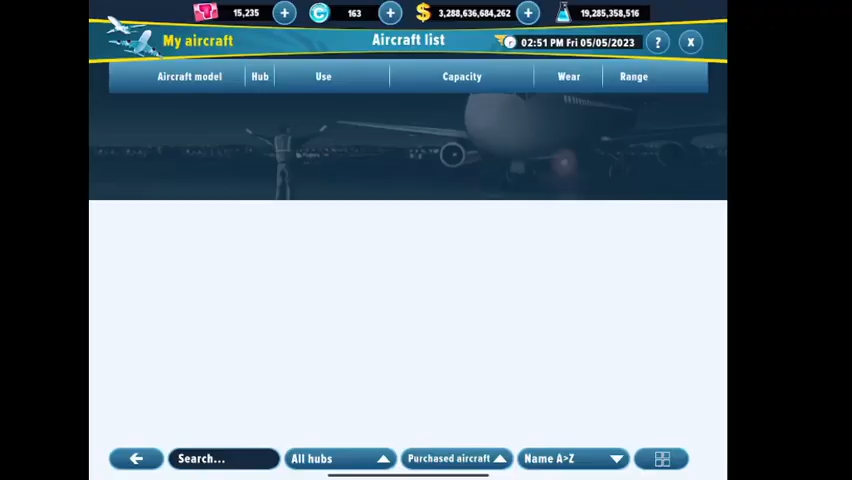 15,235 + 163 + 3,288,636,684,262 + 19,285,358,516
My aircraft Aircraft list 02:51 PM Fri 05/05/2023 ? X
Aircraft model Hub Use Capacity Wear Range
Search... All hubs Purchased aircraft Name A>Z